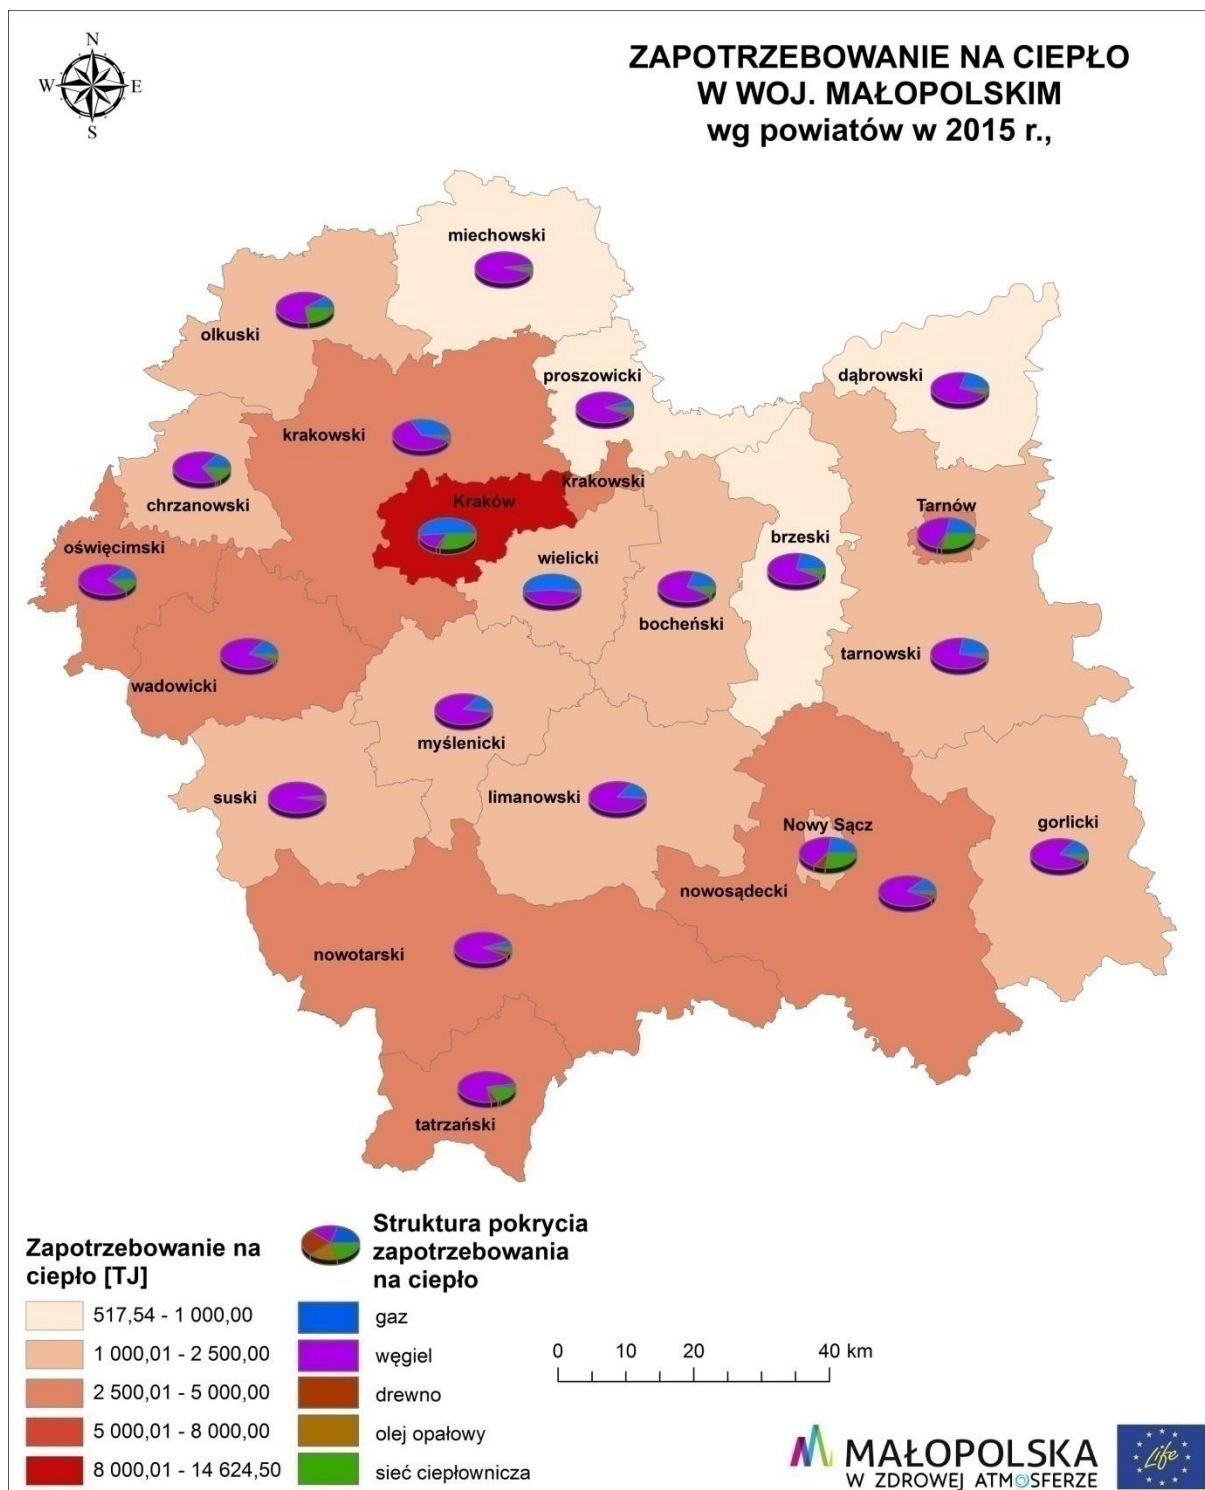 N
W E
S
ZAPOTRZEBOWANIE NA CIEPŁO
W WOJ. MAŁOPOLSKIM
wg powiatów w 2015 r.,
miechowski
olkuski
proszowicki
dąbrowski
krakowski
krakowski
chrzanowski
Kraków
Tarnów
oświęcimski
wielicki
brzeski
bocheński
tarnowski
wadowicki
myślenicki
suski
limanowski
Nowy Sącz
gorlicki
nowosądecki
nowotarski
tatrzański
Zapotrzebowanie na
ciepło [TJ]
517,54 - 1 000,00
1 000,01 - 2 500,00
2 500,01 - 5 000,00
5 000,01 - 8 000,00
8 000,01 - 14 624,50
Struktura pokrycia
zapotrzebowania
na ciepło
gaz
węgiel
drewno
olej opałowy
sieć ciepłownicza
0 10 20 40 km
MAŁOPOLSKA
W ZDROWEJ ATMOSFERZE
Life